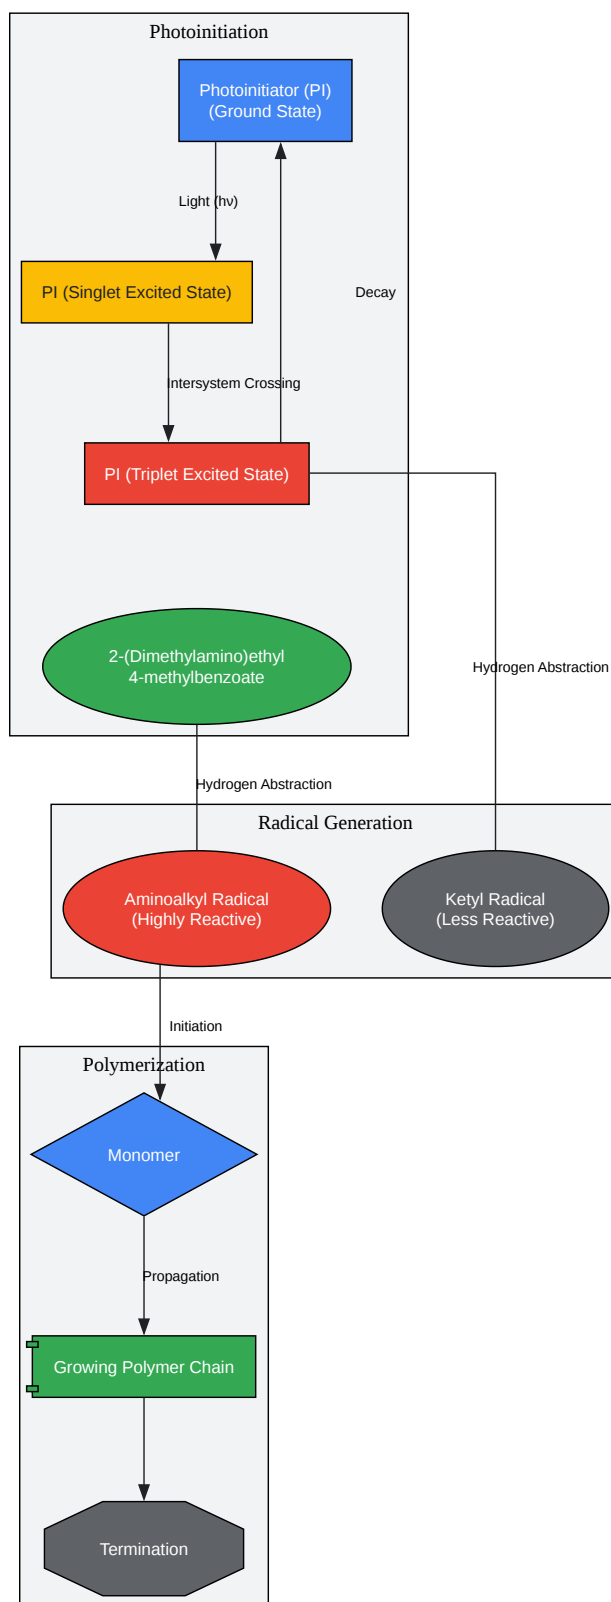 Photoinitiation
Photoinitiator (PI)
(Ground State)
Light (hν)
PI (Singlet Excited State)
Decay
Intersystem Crossing
PI (Triplet Excited State)
2-(Dimethylamino)ethyl
4-methylbenzoate
Hydrogen Abstraction
Hydrogen Abstraction
Radical Generation
Aminoalkyl Radical
(Highly Reactive)
Ketyl Radical
(Less Reactive)
Initiation
Polymerization
Monomer
Propagation
Growing Polymer Chain
Termination